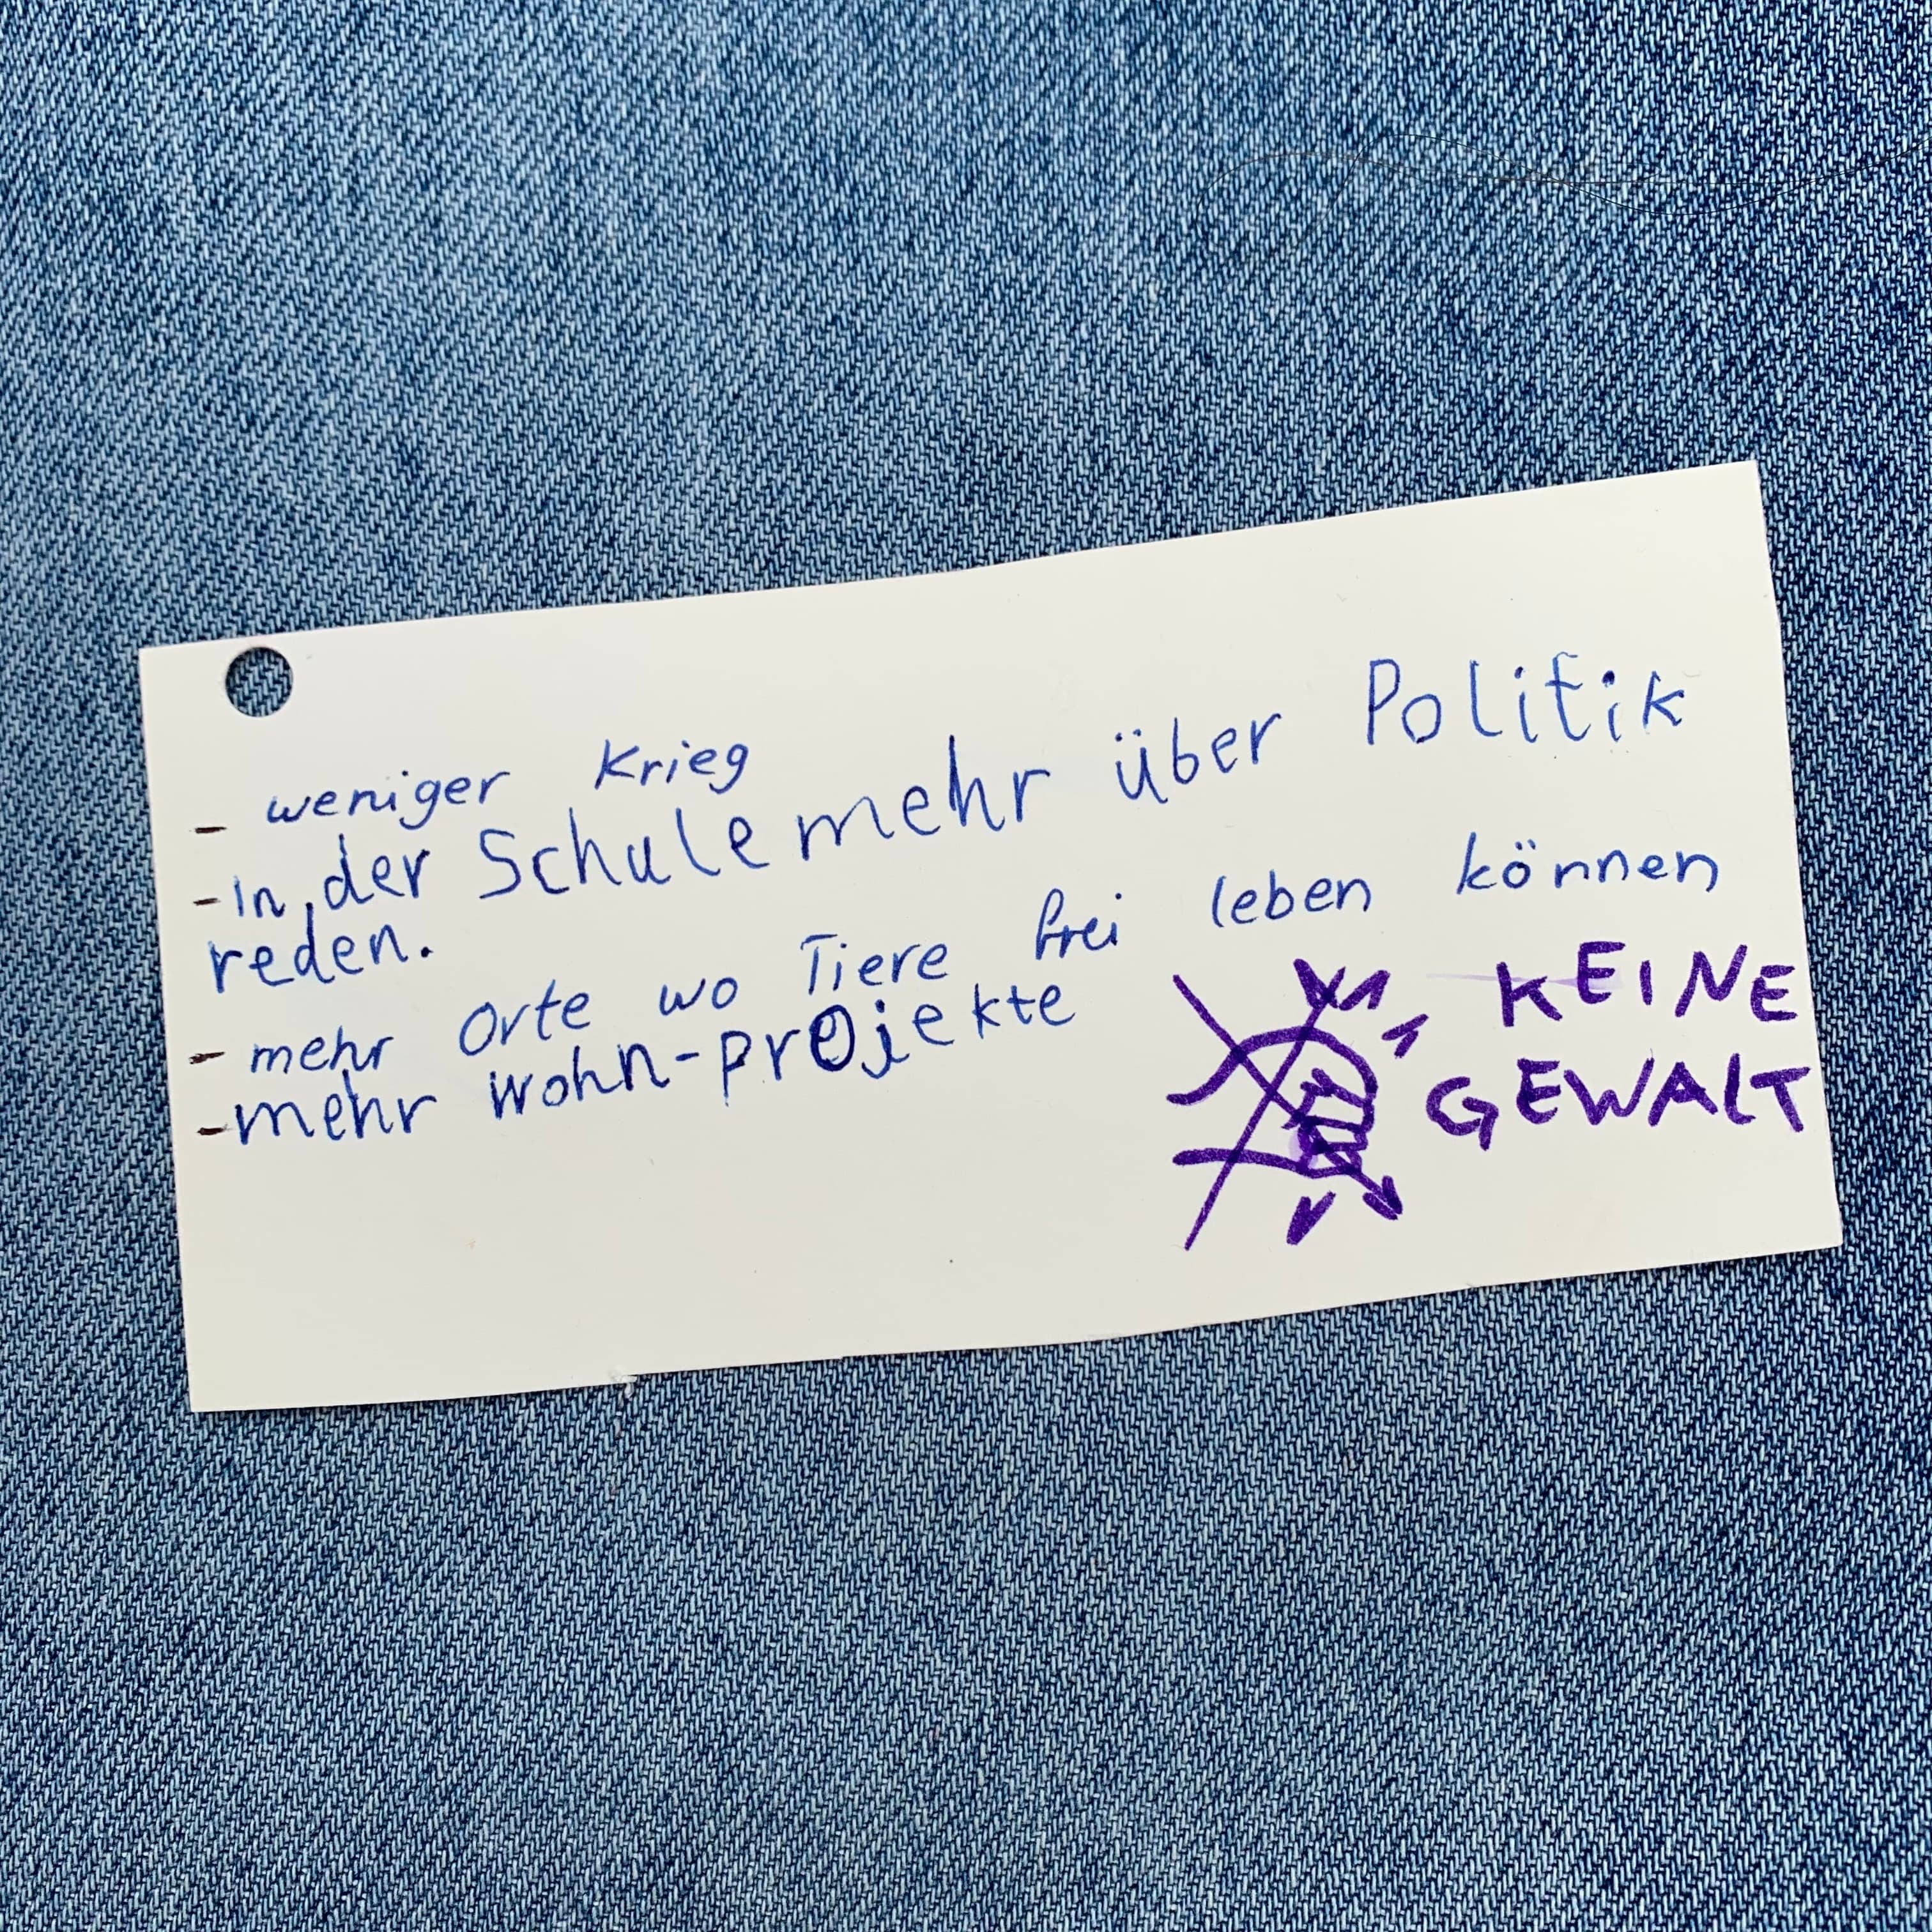 - weniger Krieg
- in der Schule mehr über Politik
reden.
- mehr Orte wo Tiere frei leben können
- mehr wohn-projekte
KEINE
GEWALT